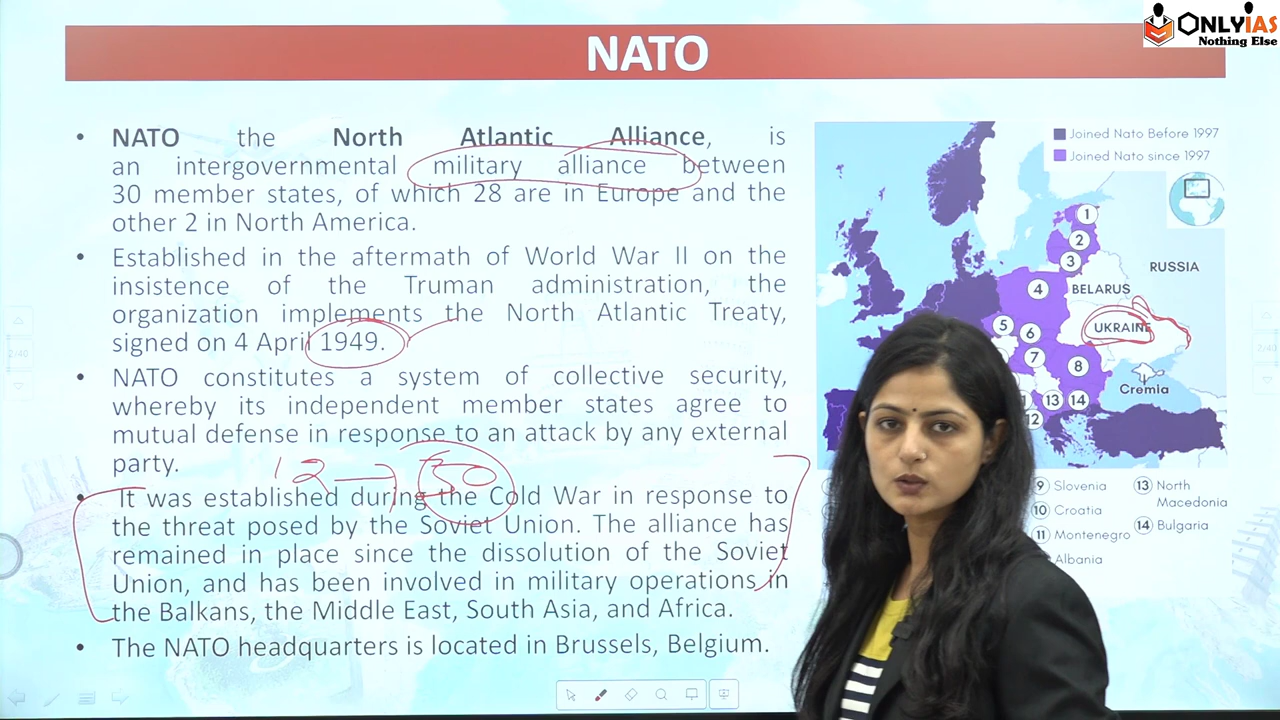 ONLYIAS
Nothing Else
NATO
• NATO the North Atlantic Alliance, is
an intergovernmental military alliance between
30 member states, of which 28 are in Europe and the
other 2 in North America.
• Established in the aftermath of World War II on the
insistence of the Truman administration, the
organization implements the North Atlantic Treaty,
signed on 4 April 1949.
• NATO constitutes a system of collective security,
whereby its independent member states agree to
mutual defense in response to an attack by any external
party.
12 → 30
• It was established during the Cold War in response to
the threat posed by the Soviet Union. The alliance has
remained in place since the dissolution of the Soviet
Union, and has been involved in military operations in
the Balkans, the Middle East, South Asia, and Africa.
• The NATO headquarters is located in Brussels, Belgium.
Joined Nato Before 1997
Joined Nato since 1997
1
2
3
RUSSIA
4
BELARUS
5
6
UKRAINE
7
8
Cremia
13
14
12
9 Slovenia
10 Croatia
11 Montenegro
Albania
13 North
Macedonia
14 Bulgaria
2/40
2/40